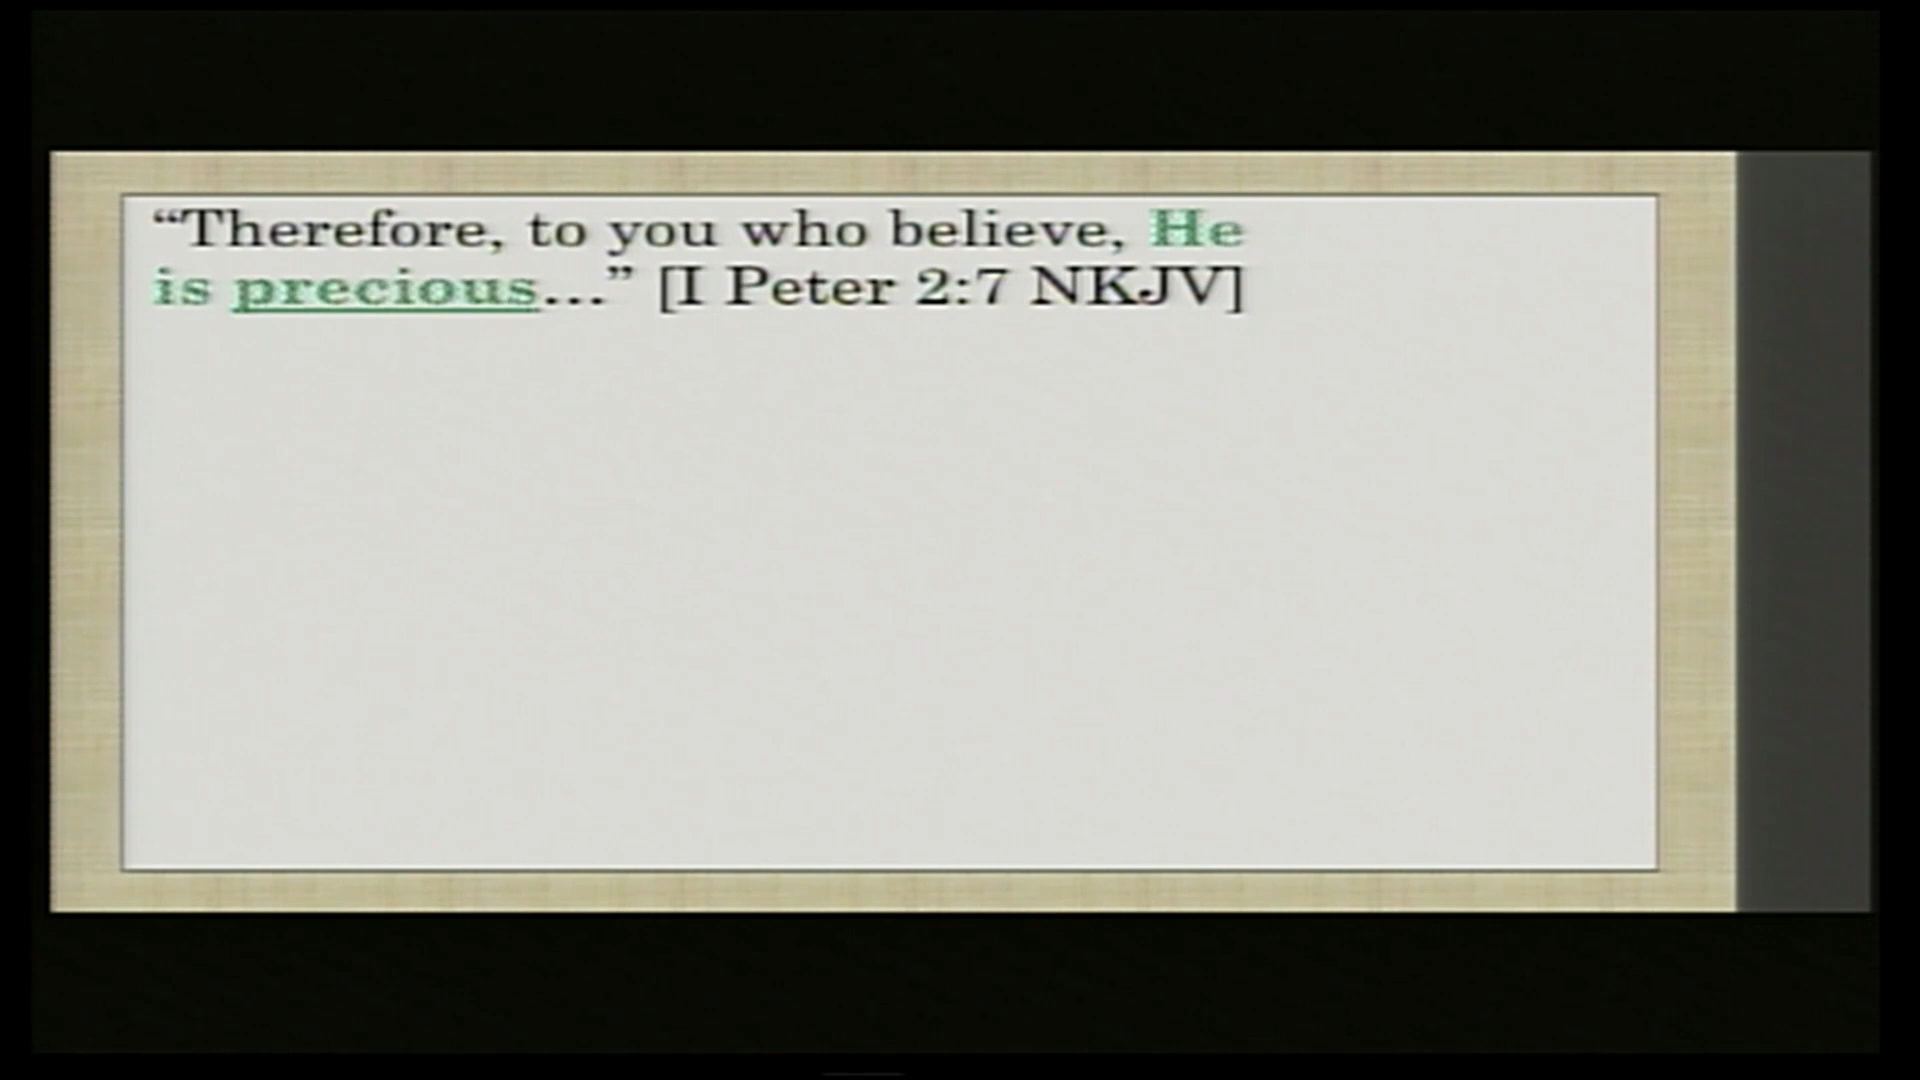 “Therefore, to you who believe, He
is precious...” [I Peter 2:7 NKJV]